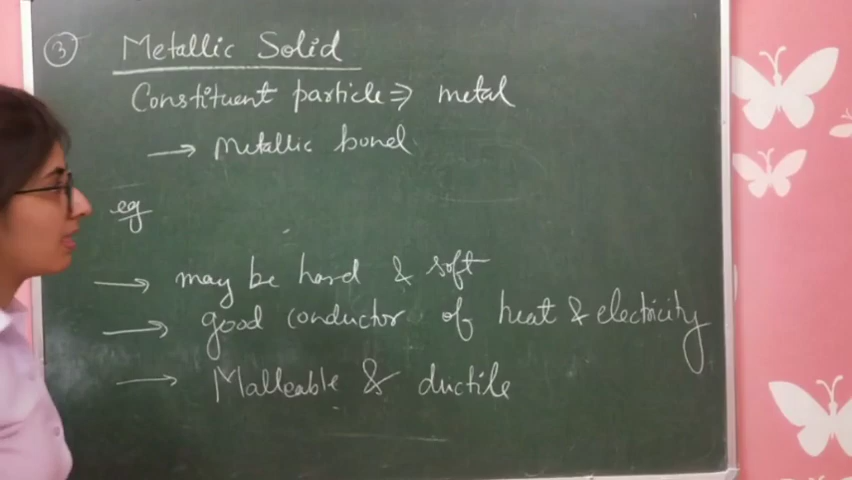 ③ Metallic Solid
Constituent particle ⇒ metal
→ Metallic bond
eg
→ may be hard & soft
→ good conductor of heat & electricity
→ Malleable & ductile